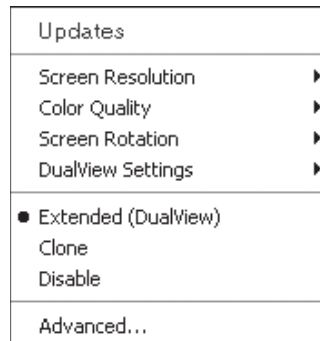 Updates
Screen Resolution
Color Quality
Screen Rotation
DualView Settings
Extended (DualView)
Clone
Disable
Advanced...